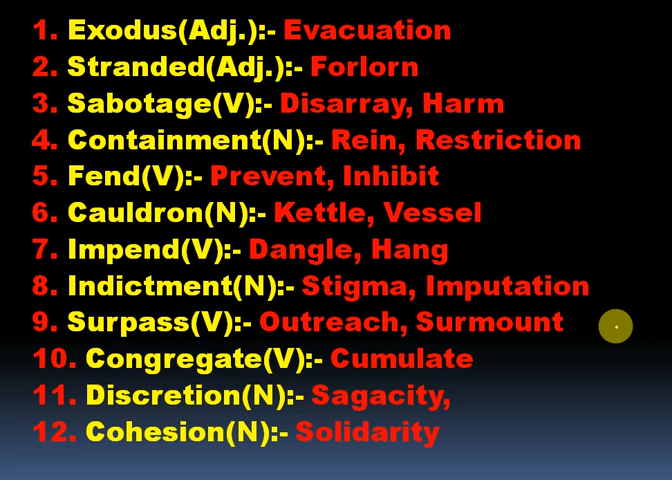 1. Exodus(Adj.):- Evacuation
2. Stranded(Adj.):- Forlorn
3. Sabotage(V):- Disarray, Harm
4. Containment(N):- Rein, Restriction
5. Fend(V):- Prevent, Inhibit
6. Cauldron(N):- Kettle, Vessel
7. Impend(V):- Dangle, Hang
8. Indictment(N):- Stigma, Imputation
9. Surpass(V):- Outreach, Surmount
10. Congregate(V):- Cumulate
11. Discretion(N):- Sagacity,
12. Cohesion(N):- Solidarity